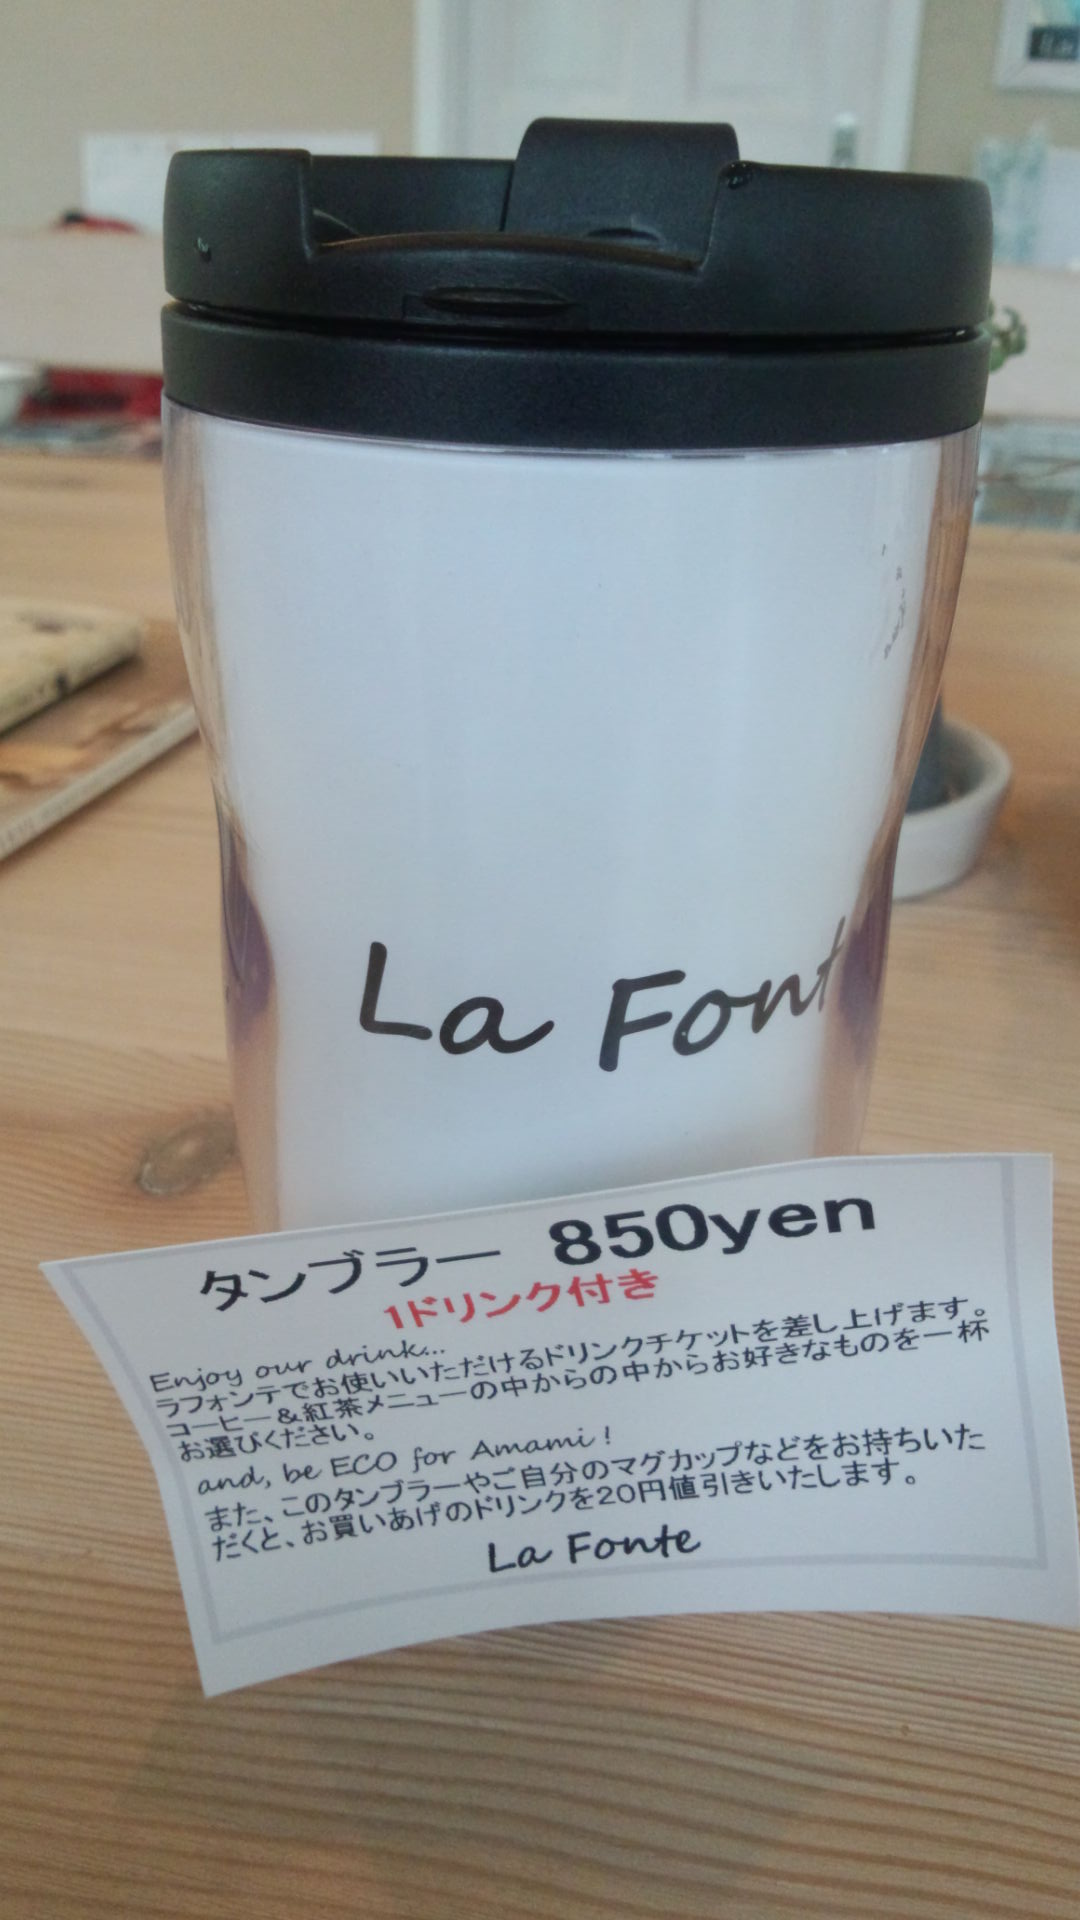 La Font
タンブラー 850yen
1ドリンク付き
Enjoy our drink...
ラフォンテでお使いいただけるドリンクチケットを差し上げます。
コーヒー&紅茶メニューの中からの中からお好きなものを一杯
お選びください。
and, be ECO for Amami!
また、このタンブラーやご自分のマグカップなどをお持ちいた
だくと、お買いあげのドリンクを20円値引きいたします。
La Fonte